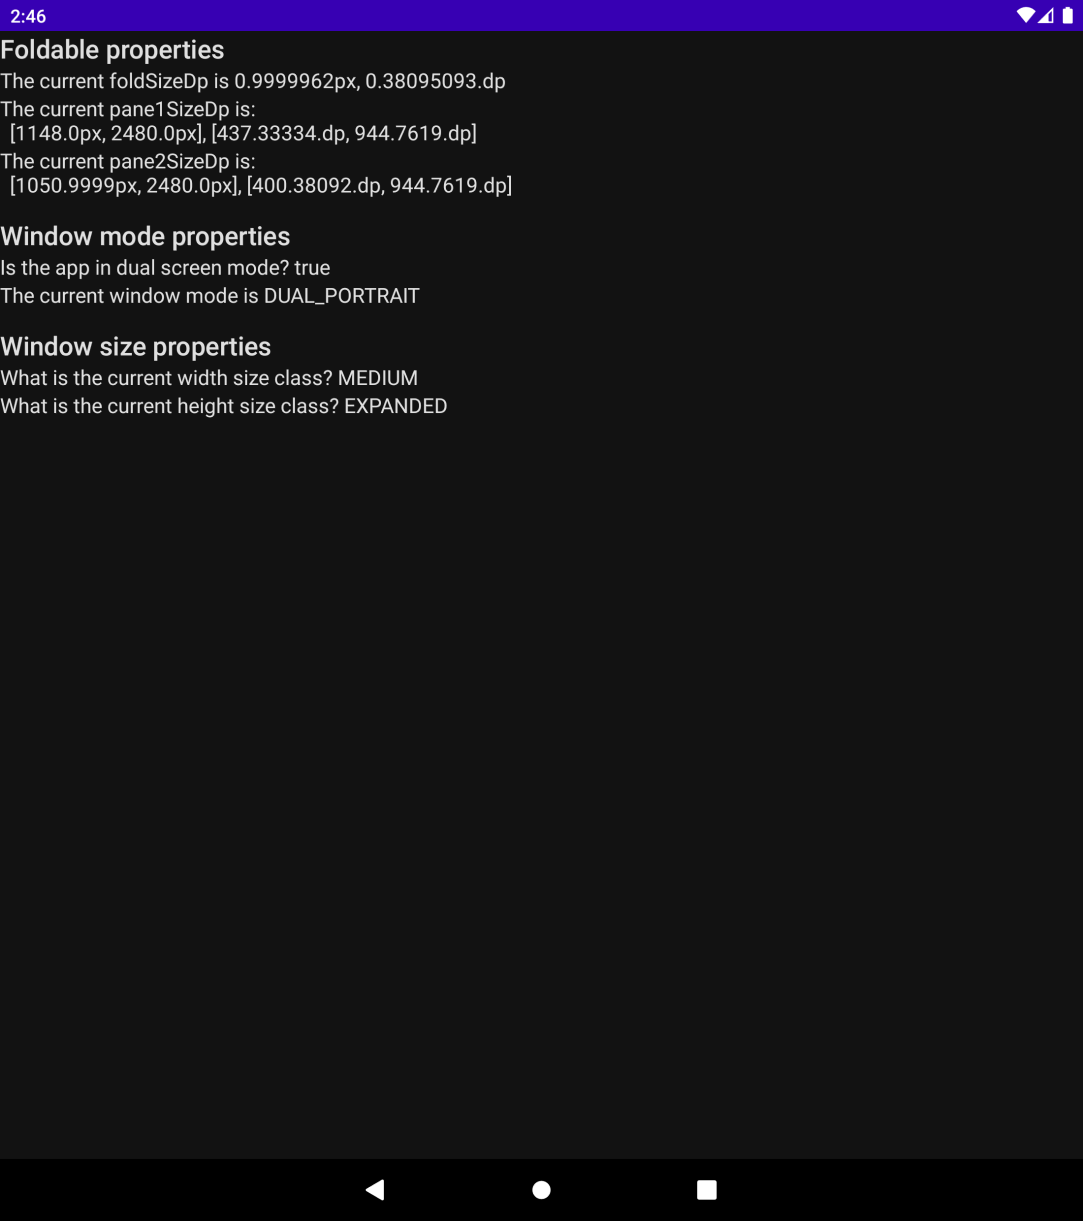 2:46
Foldable properties
The current foldSizeDp is 0.9999962px, 0.38095093.dp
The current pane1SizeDp is:
[1148.0px, 2480.0px], [437.33334.dp, 944.7619.dp]
The current pane2SizeDp is:
[1050.9999px, 2480.0px], [400.38092.dp, 944.7619.dp]
Window mode properties
Is the app in dual screen mode? true
The current window mode is DUAL_PORTRAIT
Window size properties
What is the current width size class? MEDIUM
What is the current height size class? EXPANDED